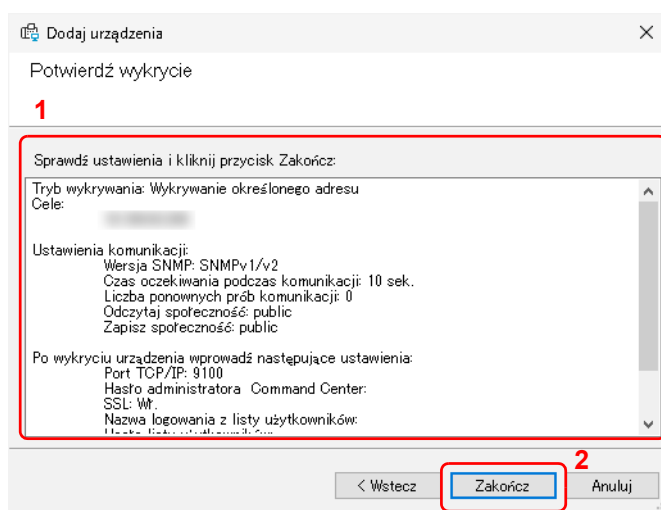 Dodaj urządzenia
Potwierdź wykrycie
1
Sprawdź ustawienia i kliknij przycisk Zakończ:
Tryb wykrywania: Wykrywanie określonego adresu
Cele:
Ustawienia komunikacji:
Wersja SNMP: SNMPv1/v2
Czas oczekiwania podczas komunikacji: 10 sek.
Liczba ponownych prób komunikacji: 0
Odczytaj społeczność: public
Zapisz społeczność: public
Po wykryciu urządzenia wprowadź następujące ustawienia:
Port TCP/IP: 9100
Hasło administratora Command Center:
SSL: Wł.
Nazwa logowania z listy użytkowników:
2
< Wstecz Zakończ Anuluj